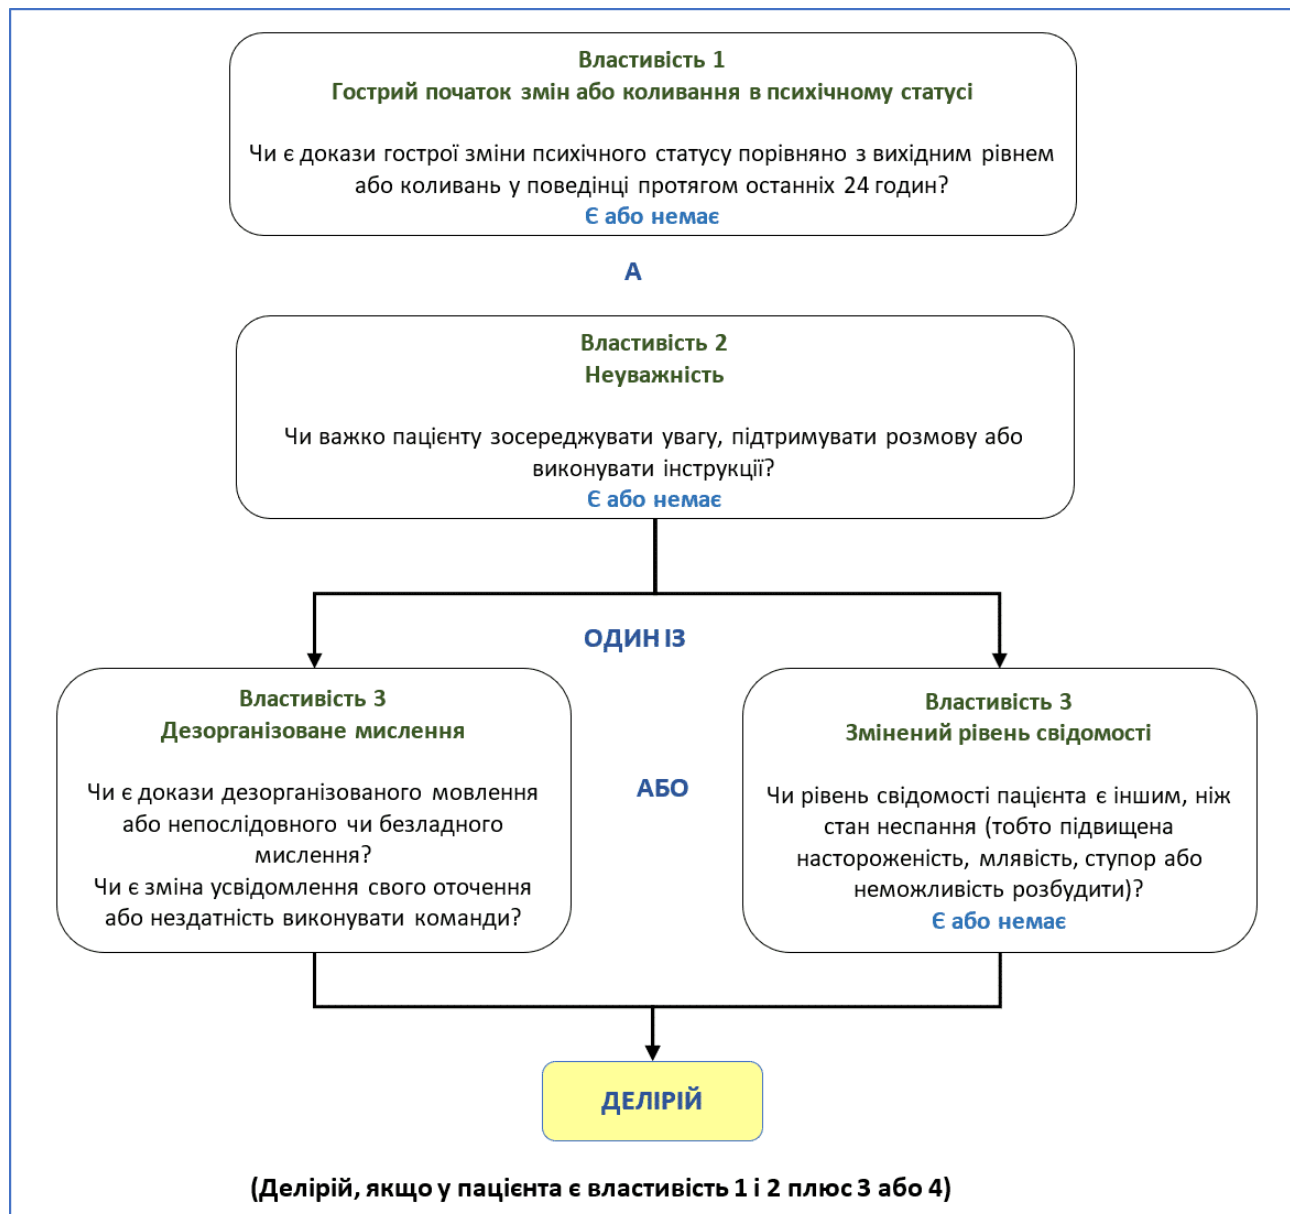 Властивість 1
Гострий початок змін або коливання в психічному статусі
Чи є докази гострої зміни психічного статусу порівняно з вихідним рівнем
або коливань у поведінці протягом останніх 24 годин?
Є або немає
А
Властивість 2
Неуважність
Чи важко пацієнту зосереджувати увагу, підтримувати розмову або
виконувати інструкції?
Є або немає
ОДИН ІЗ
Властивість 3
Дезорганізоване мислення
Чи є докази дезорганізованого мовлення
або непослідовного чи безладного
мислення?
Чи є зміна усвідомлення свого оточення
або нездатність виконувати команди?
АБО
Властивість 3
Змінений рівень свідомості
Чи рівень свідомості пацієнта є іншим, ніж
стан неспання (тобто підвищена
настороженість, млявість, ступор або
неможливість розбудити)?
Є або немає
ДЕЛІРІЙ
(Делірій, якщо у пацієнта є властивість 1 і 2 плюс 3 або 4)